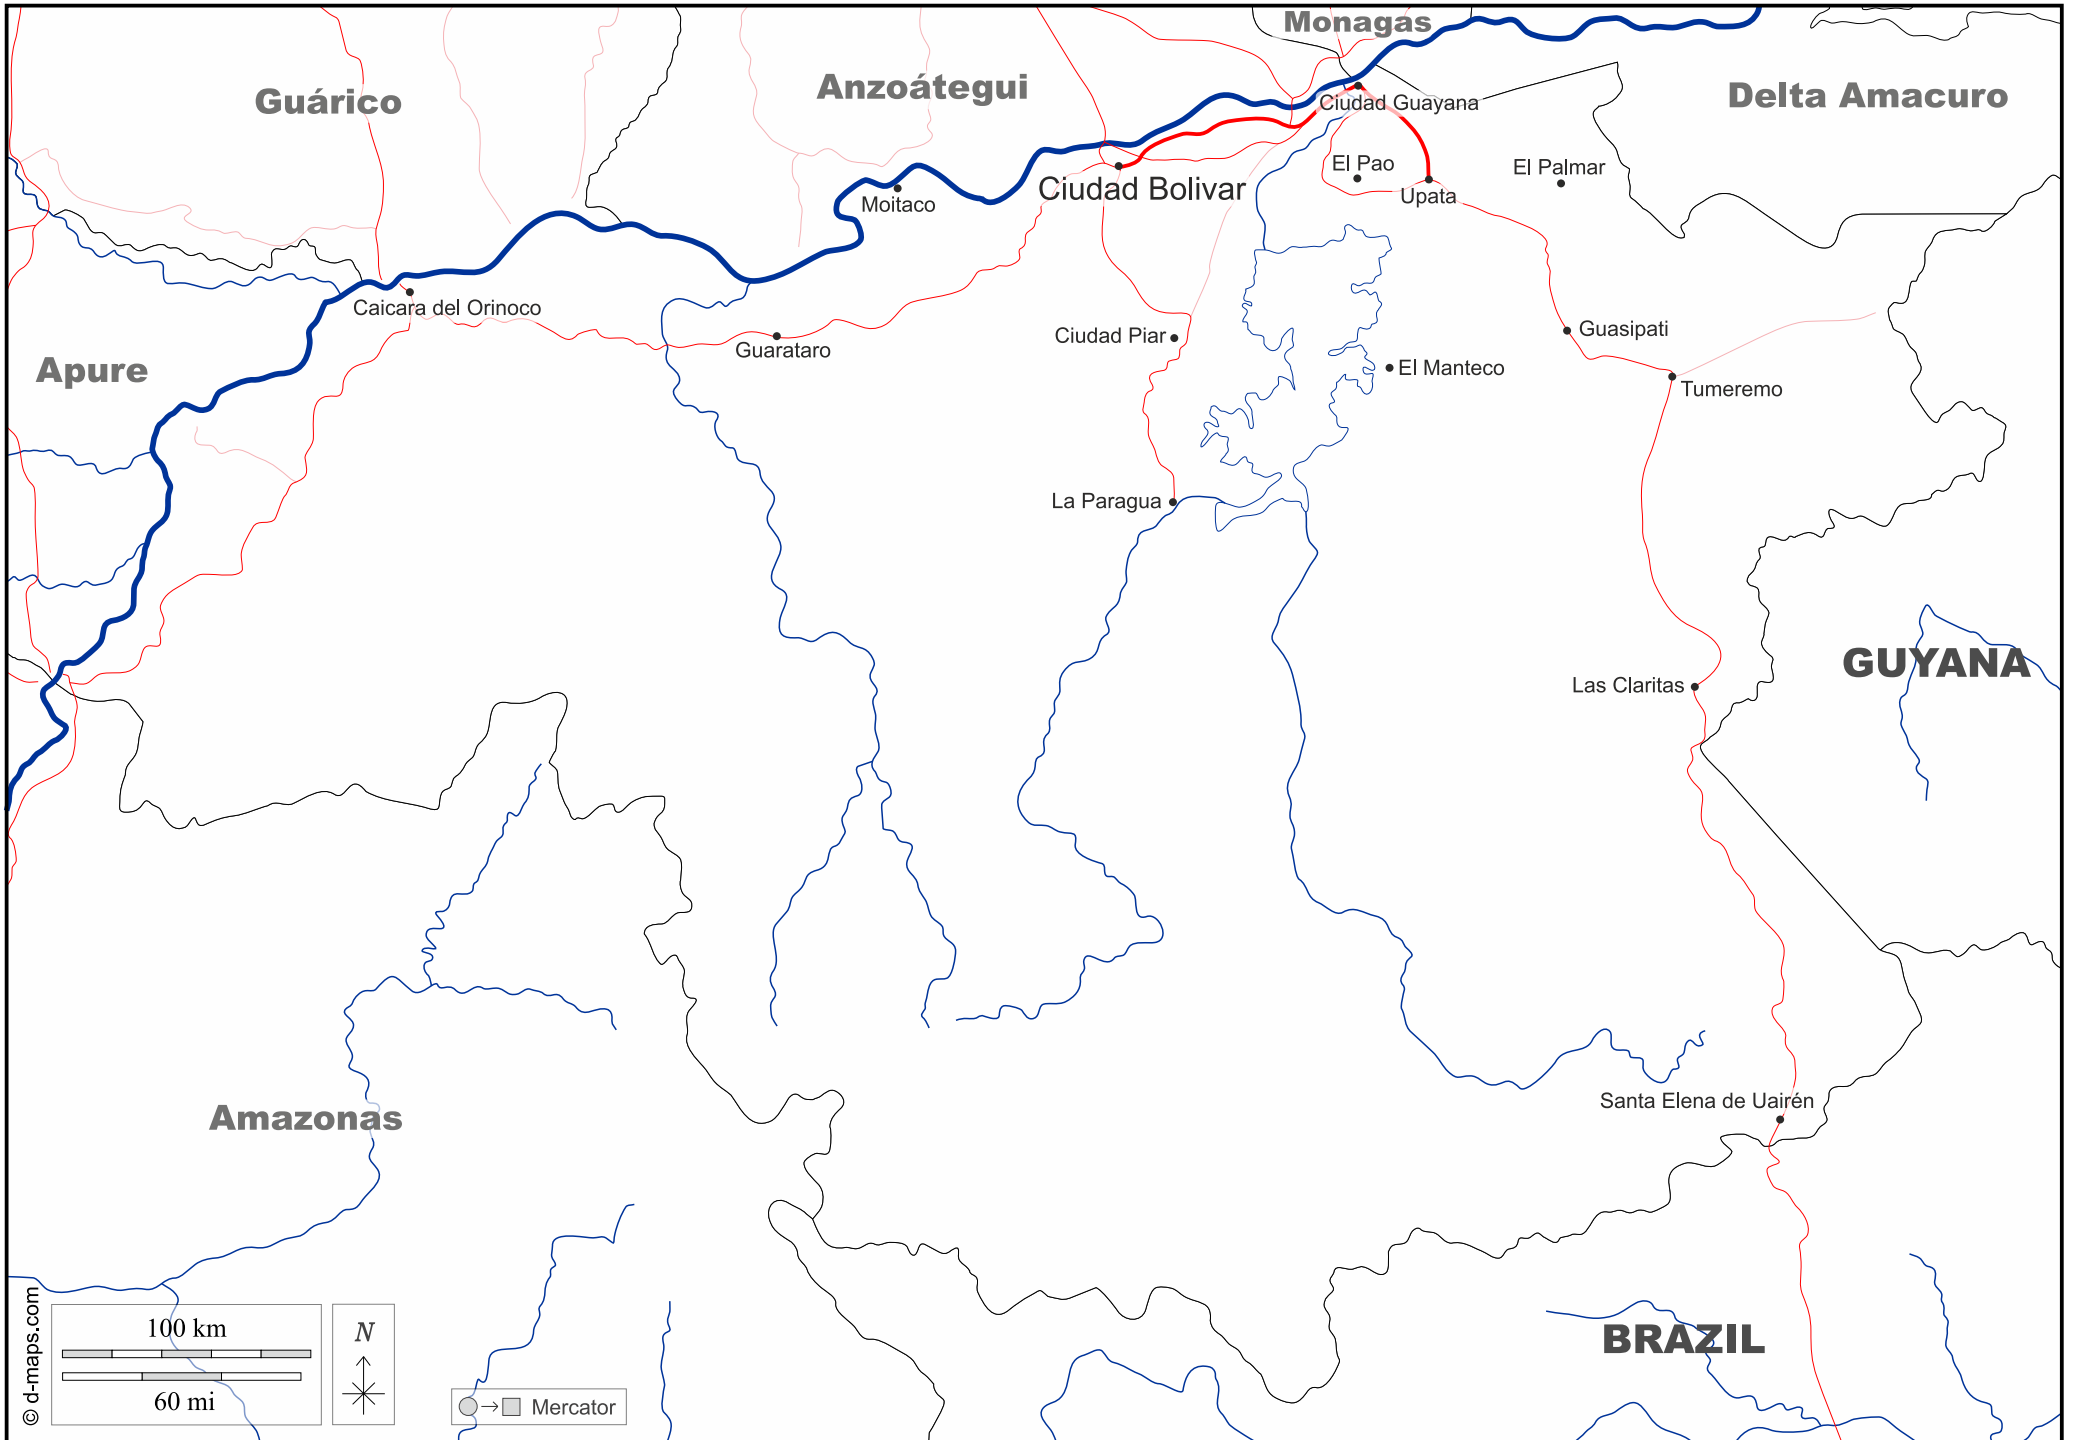 Monagas
Guárico
Anzoátegui
Delta Amacuro
Ciudad Guayana
El Pao
El Palmar
Ciudad Bolivar
Upata
Moitaco
Caicara del Orinoco
Guarataro
Ciudad Piar
Guasipati
Apure
El Manteco
Tumeremo
La Paragua
GUYANA
Las Claritas
Santa Elena de Uairén
Amazonas
BRAZIL
© d-maps.com
100 km
60 mi
N
Mercator